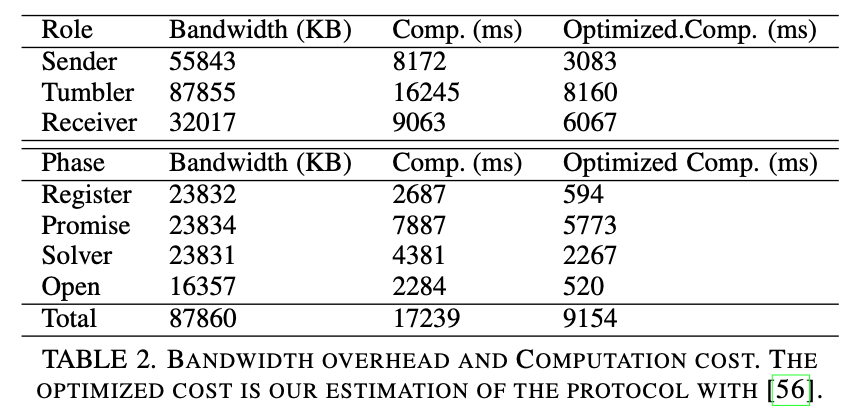 Role Bandwidth (KB) Comp. (ms) Optimized.Comp. (ms)
Sender 55843 8172 3083
Tumbler 87855 16245 8160
Receiver 32017 9063 6067
Phase Bandwidth (KB) Comp. (ms) Optimized Comp. (ms)
Register 23832 2687 594
Promise 23834 7887 5773
Solver 23831 4381 2267
Open 16357 2284 520
Total 87860 17239 9154
TABLE 2. BANDWIDTH OVERHEAD AND COMPUTATION COST. THE
OPTIMIZED COST IS OUR ESTIMATION OF THE PROTOCOL WITH [56].